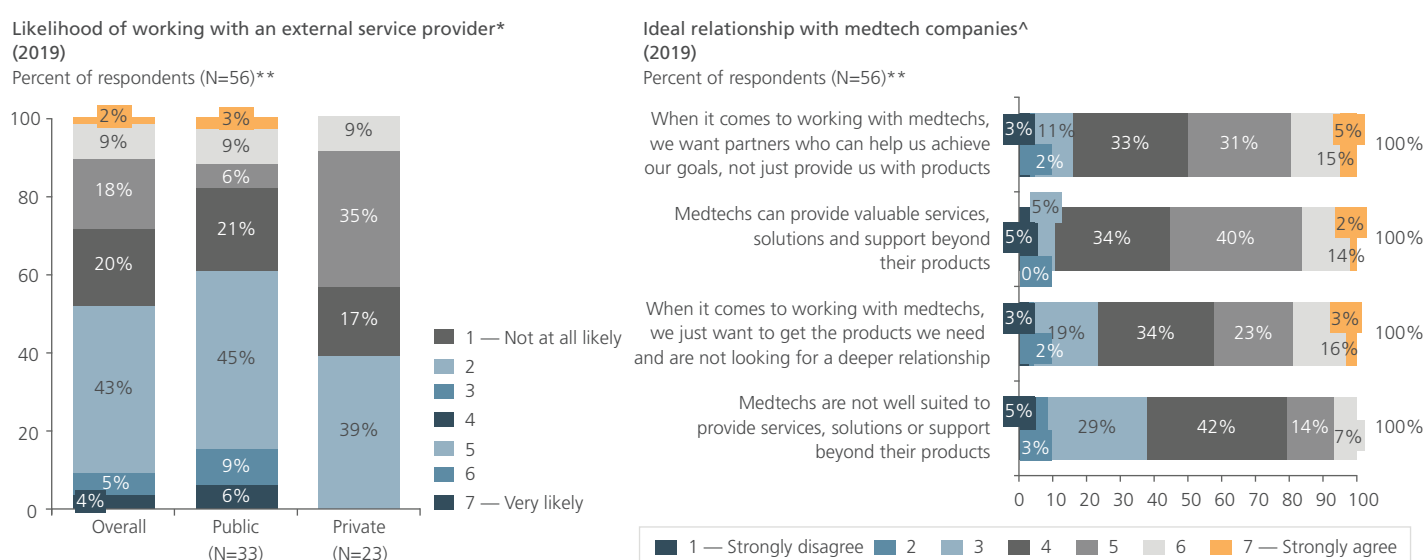 Likelihood of working with an external service provider*
(2019)
Percent of respondents (N=56)**
100
80
60
40
20
0
2%
9%
18%
20%
43%
5%
4%
3%
9%
6%
21%
45%
9%
6%
9%
35%
17%
39%
Overall
Public
(N=33)
Private
(N=23)
1 — Not at all likely
2
3
4
5
6
7 — Very likely
Ideal relationship with medtech companies^
(2019)
Percent of respondents (N=56)**
When it comes to working with medtechs,
we want partners who can help us achieve
our goals, not just provide us with products
3%
2%
11%
33%
31%
15%
5%
100%
Medtechs can provide valuable services,
solutions and support beyond
their products
5%
0%
5%
34%
40%
14%
2%
100%
When it comes to working with medtechs,
we just want to get the products we need
and are not looking for a deeper relationship
3%
2%
19%
34%
23%
16%
3%
100%
Medtechs are not well suited to
provide services, solutions or support
beyond their products
5%
3%
29%
42%
14%
7%
100%
0 10 20 30 40 50 60 70 80 90 100
1 — Strongly disagree 2 3 4 5 6 7 — Strongly agree